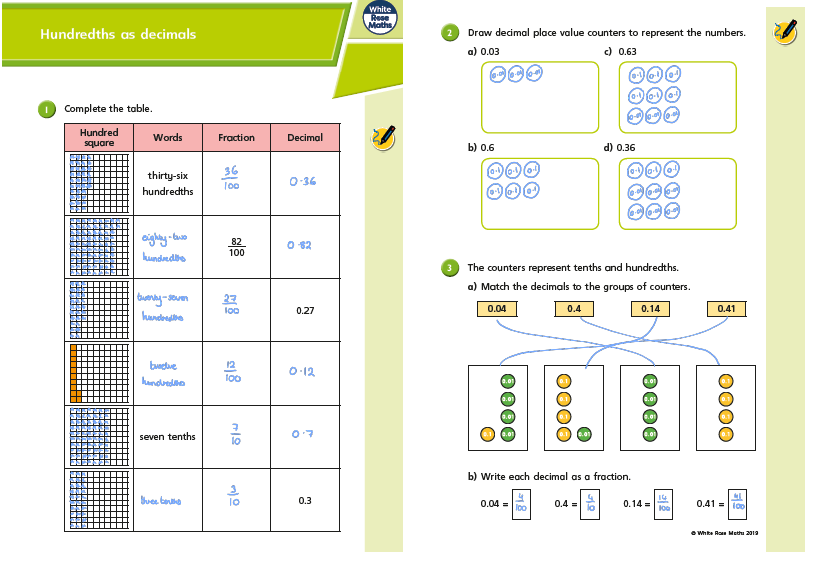 Hundredths as decimals
White
Rose
Maths
1 Complete the table.
Hundred square Words Fraction Decimal
thirty-six hundredths 36/100 0·36
eighty-two hundredths 82/100 0·82
twenty-seven hundredths 27/100 0.27
twelve hundredths 12/100 0·12
seven tenths 7/10 0·7
three tenths 3/10 0.3
2 Draw decimal place value counters to represent the numbers.
a) 0.03
0.01 0.01 0.01
b) 0.6
0.1 0.1 0.1
0.1 0.1 0.1
c) 0.63
0.1 0.1 0.1
0.1 0.1 0.1
0.01 0.01 0.01
d) 0.36
0.1 0.1 0.1
0.01 0.01 0.01
0.01 0.01 0.01
3 The counters represent tenths and hundredths.
a) Match the decimals to the groups of counters.
0.04 0.4 0.14 0.41
0.01 0.1 0.01 0.1
0.01 0.1 0.01 0.1
0.01 0.1 0.01 0.1
0.1 0.01 0.1 0.01 0.01 0.1
b) Write each decimal as a fraction.
0.04 = 4/100 0.4 = 4/10 0.14 = 14/100 0.41 = 41/100
© White Rose Maths 2019